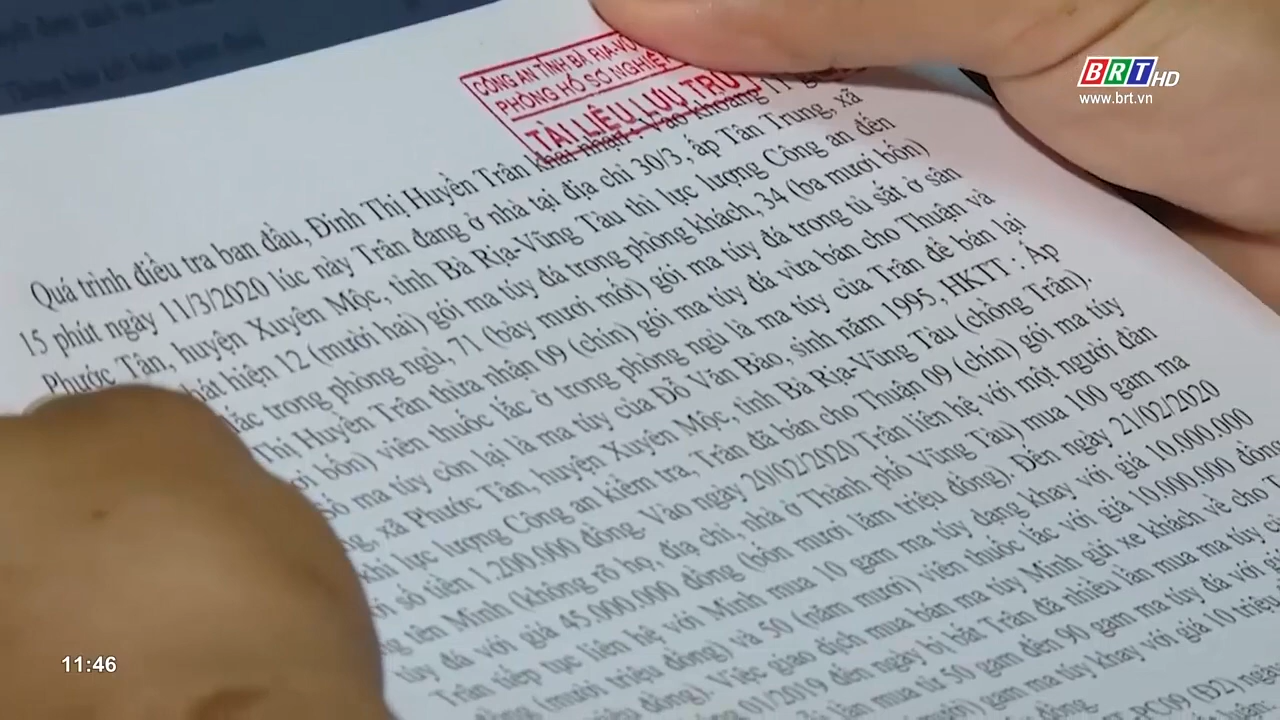 BRT HD
www.brt.vn
CÔNG AN TỈNH BÀ RỊA-VŨ
PHÒNG HỒ SƠ NGHIỆP
TÀI LIỆU LƯU TRỮ
Quá trình điều tra ban đầu, Đinh Thị Huyền Trân khai nhận : Vào khoảng 11
15 phút ngày 11/3/2020 lúc này Trân đang ở nhà tại địa chỉ 30/3, ấp Tân Trung, xã
Phước Tân, huyện Xuyên Mộc, tỉnh Bà Rịa-Vũng Tàu thì lực lượng Công an đến
phát hiện 12 (mười hai) gói ma túy đá trong phòng khách, 34 (ba mươi bốn)
lắc trong phòng ngủ, 71 (bảy mươi mốt) gói ma túy đá trong tủ sắt ở sân
Thị Huyền Trân thừa nhận 09 (chín) gói ma túy đá vừa bán cho Thuận và
bốn) viên thuốc lắc ở trong phòng ngủ là ma túy của Trân để bán lại
Số ma túy còn lại là ma túy của Đỗ Văn Bảo, sinh năm 1995, HKTT : Ấp
xã Phước Tân, huyện Xuyên Mộc, tỉnh Bà Rịa-Vũng Tàu (chồng Trân).
khi lực lượng Công an kiểm tra, Trân đã bán cho Thuận 09 (chín) gói ma túy
số tiền 1.200.000 đồng. Vào ngày 20/02/2020 Trân liên hệ với một người đàn
tên Minh (không rõ họ, địa chỉ, nhà ở Thành phố Vũng Tàu) mua 100 gam ma
túy đá với giá 45.000.000 đồng (bốn mươi lăm triệu đồng). Đến ngày 21/02/2020
Trân tiếp tục liên hệ với Minh mua 10 gam ma túy dạng khay với giá 10.000.000
đồng (mười triệu đồng) và 50 (năm mươi) viên thuốc lắc với giá 10.000.000 đồng
triệu đồng). Việc giao dịch mua bán ma túy Minh gửi xe khách về cho T
01/2019 đến ngày bị bắt Trân đã nhiều lần mua ma túy c
lần mua từ 50 gam đến 90 gam ma túy đá với gi
gam ma túy khay với giá 10 triệu
đồng.
PC09 (Đ2) ngày
11:46